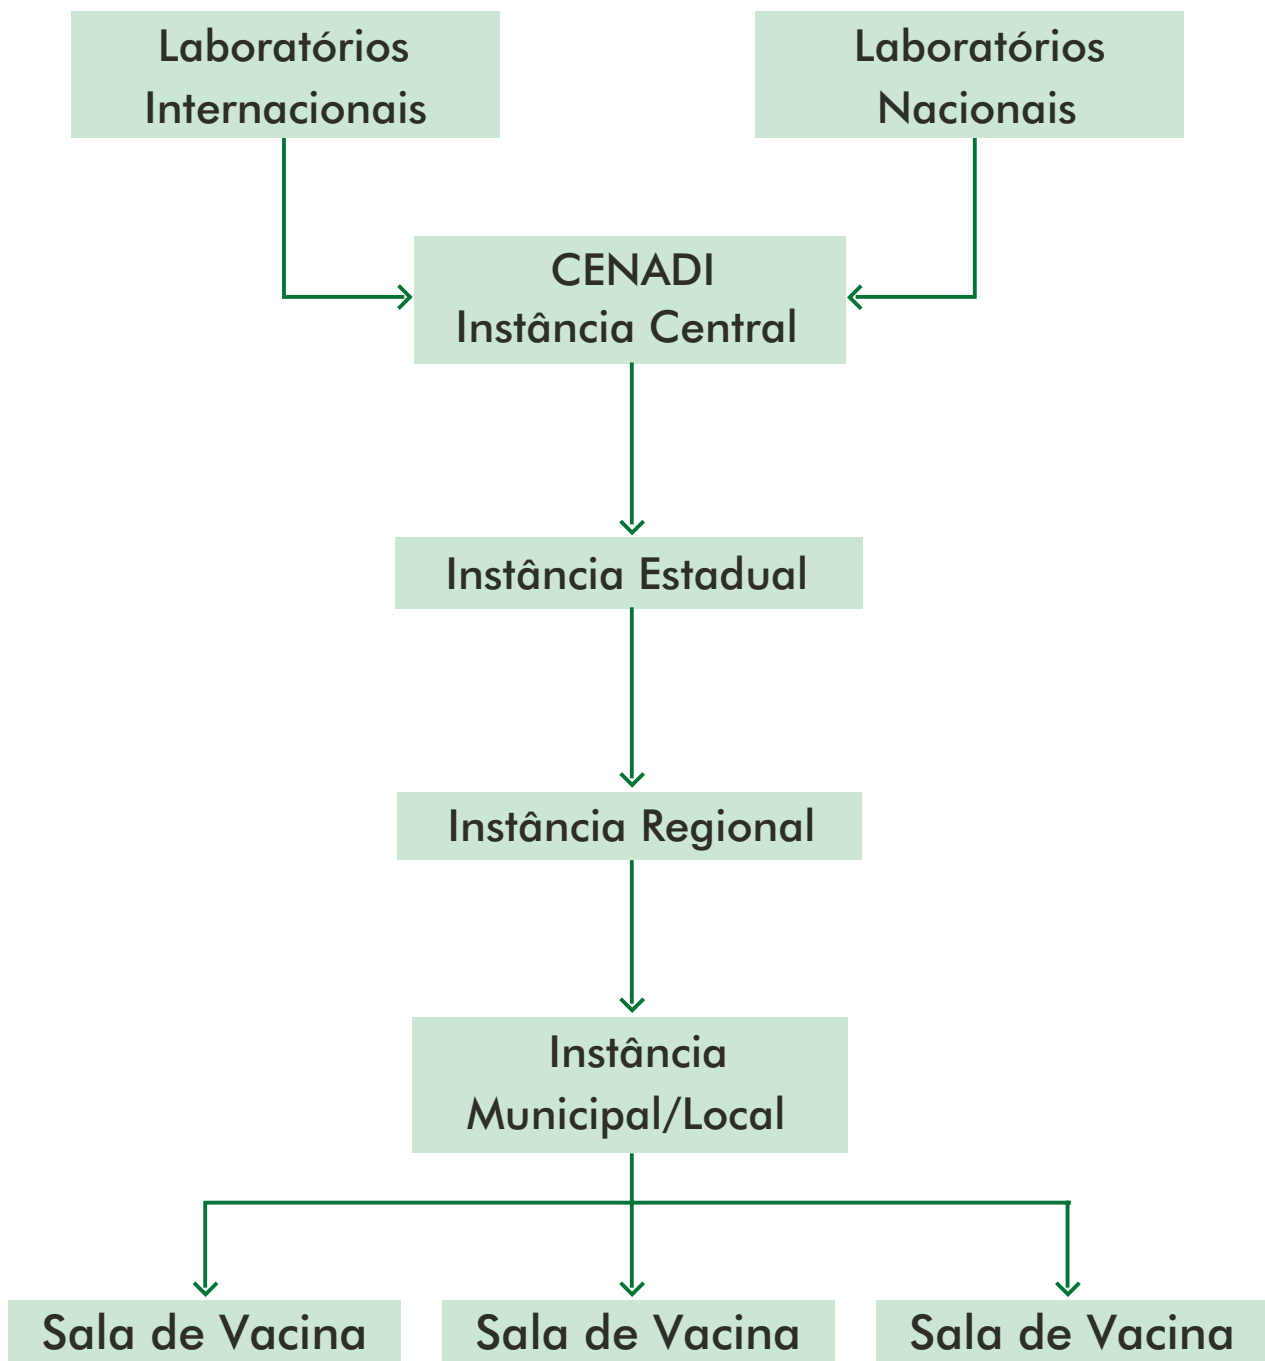 Laboratórios
Internacionais
Laboratórios
Nacionais
CENADI
Instância Central
Instância Estadual
Instância Regional
Instância
Municipal/Local
Sala de Vacina
Sala de Vacina
Sala de Vacina